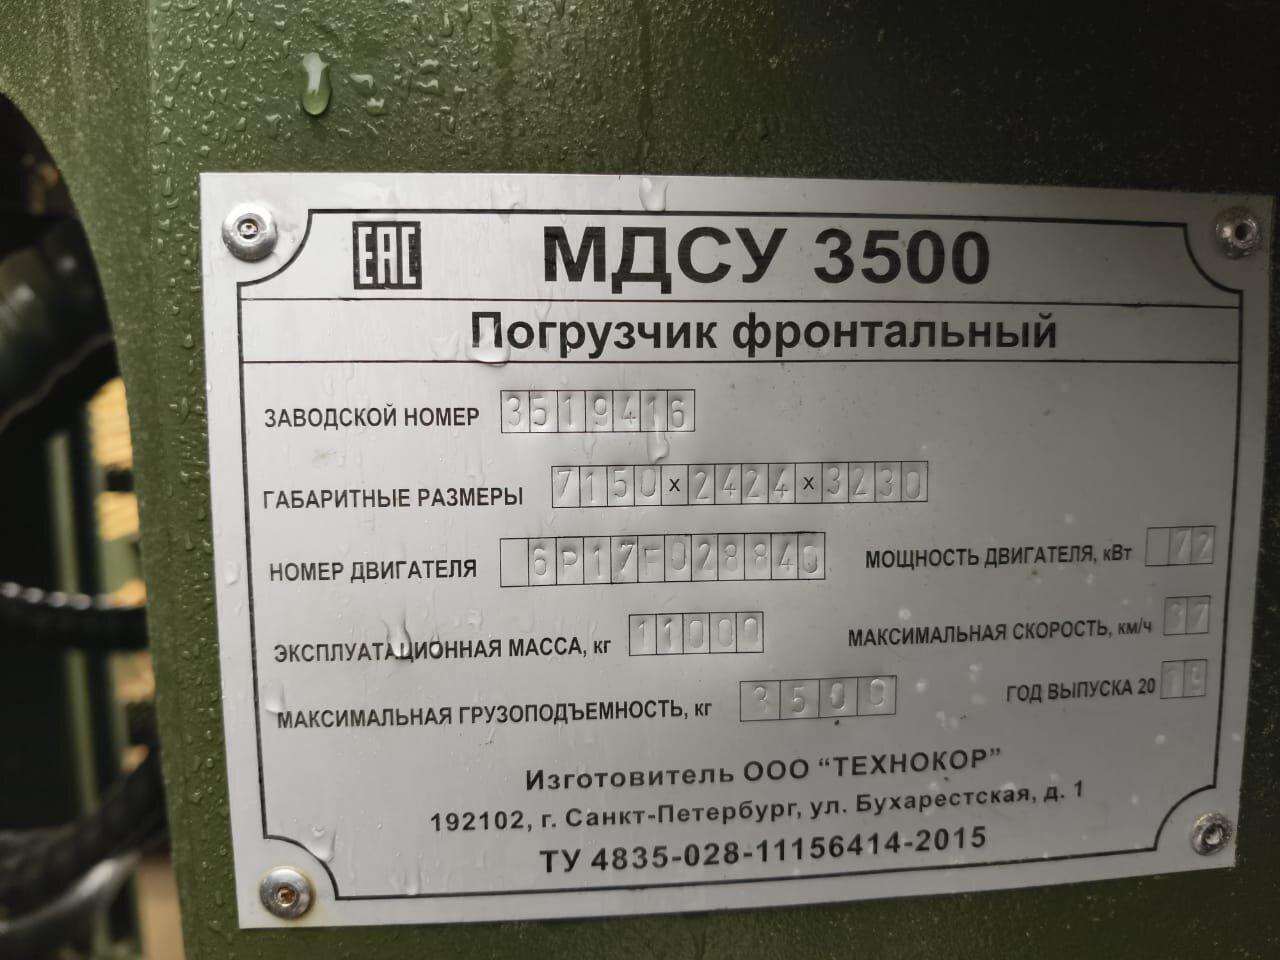 EAC МДСУ 3500
Погрузчик фронтальный
ЗАВОДСКОЙ НОМЕР 3519416
ГАБАРИТНЫЕ РАЗМЕРЫ 7150 x 2424 x 3230
НОМЕР ДВИГАТЕЛЯ 6P17F028840 МОЩНОСТЬ ДВИГАТЕЛЯ, кВт 72
ЭКСПЛУАТАЦИОННАЯ МАССА, кг 11000 МАКСИМАЛЬНАЯ СКОРОСТЬ, км/ч 37
МАКСИМАЛЬНАЯ ГРУЗОПОДЪЕМНОСТЬ, кг 3500 ГОД ВЫПУСКА 20 19
Изготовитель ООО “ТЕХНОКОР”
192102, г. Санкт-Петербург, ул. Бухарестская, д. 1
ТУ 4835-028-11156414-2015